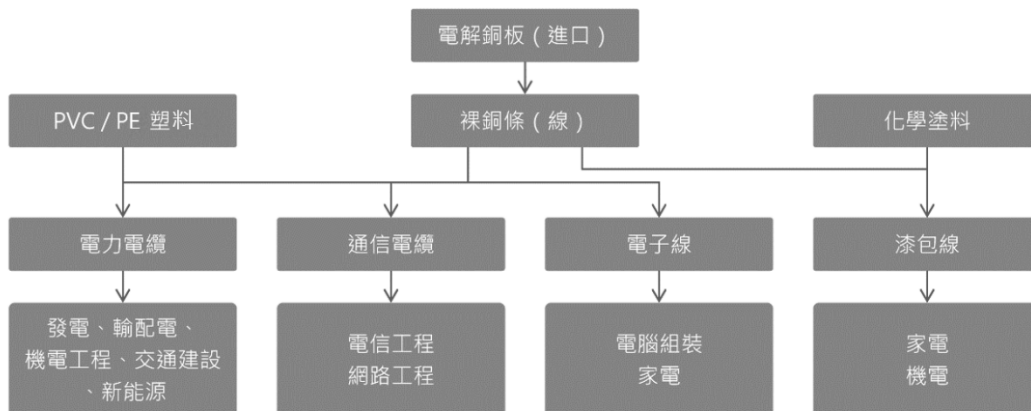 電解銅板(進口)
PVC / PE 塑料
裸銅條(線)
化學塗料
電力電纜
通信電纜
電子線
漆包線
發電、輸配電、
機電工程、交通建設
、新能源
電信工程
網路工程
電腦組裝
家電
家電
機電